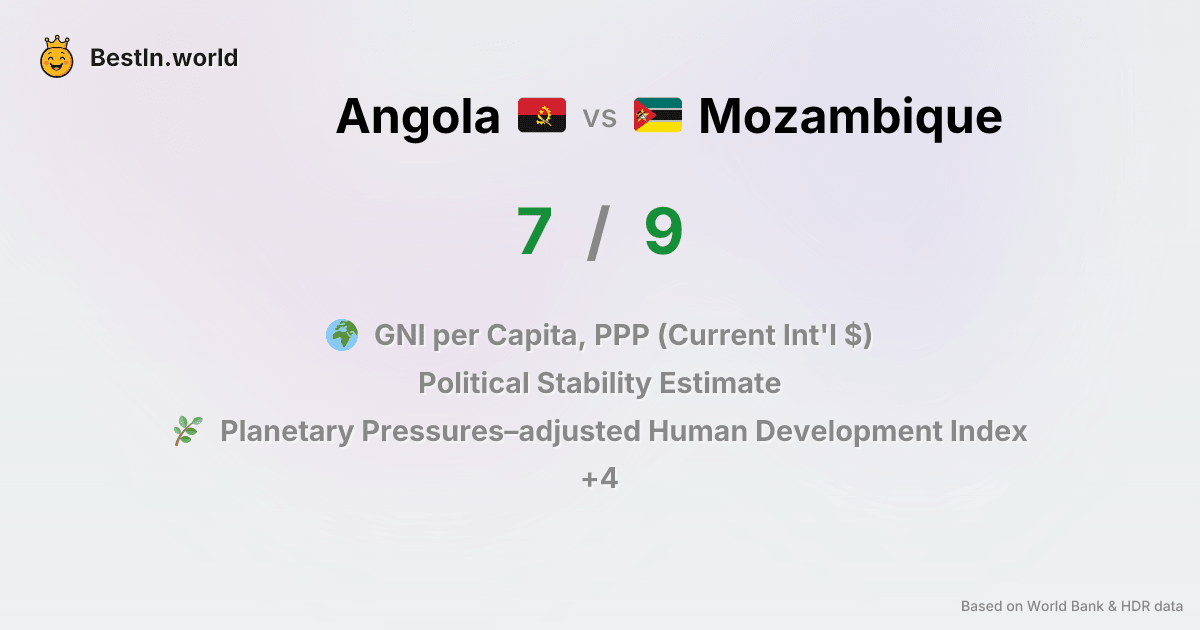 BestIn.world
Angola vs Mozambique
7 / 9
GNI per Capita, PPP (Current Int'l $)
Political Stability Estimate
Planetary Pressures–adjusted Human Development Index
+4
Based on World Bank & HDR data